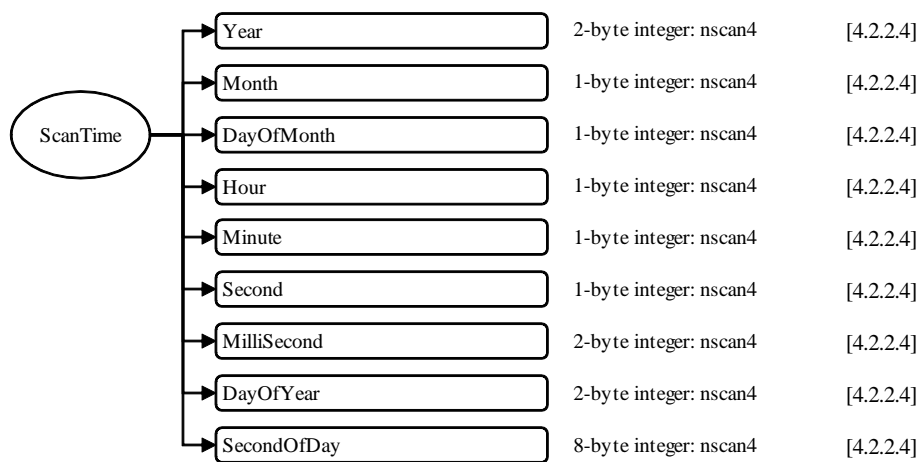 Year 2-byte integer: nscan4 [4.2.2.4]
Month 1-byte integer: nscan4 [4.2.2.4]
ScanTime
DayOfMonth 1-byte integer: nscan4 [4.2.2.4]
Hour 1-byte integer: nscan4 [4.2.2.4]
Minute 1-byte integer: nscan4 [4.2.2.4]
Second 1-byte integer: nscan4 [4.2.2.4]
MilliSecond 2-byte integer: nscan4 [4.2.2.4]
DayOfYear 2-byte integer: nscan4 [4.2.2.4]
SecondOfDay 8-byte integer: nscan4 [4.2.2.4]